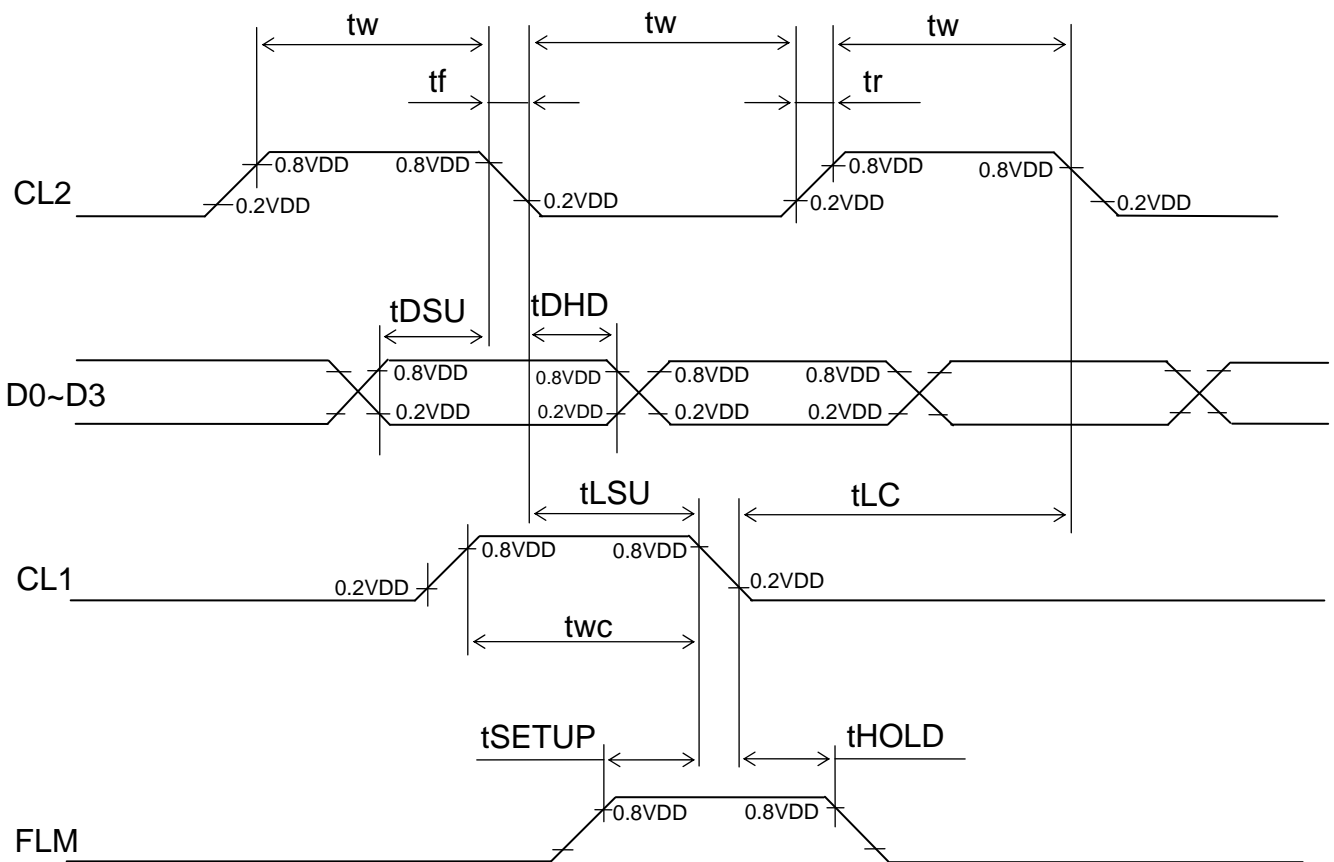 tw tw tw
tf tr
0.8VDD 0.8VDD 0.8VDD 0.8VDD
CL2
0.2VDD 0.2VDD 0.2VDD 0.2VDD
tDSU tDHD
0.8VDD 0.8VDD 0.8VDD 0.8VDD
D0~D3
0.2VDD 0.2VDD 0.2VDD 0.2VDD
tLSU tLC
0.8VDD 0.8VDD
CL1
0.2VDD 0.2VDD
twc
tSETUP tHOLD
0.8VDD 0.8VDD
FLM